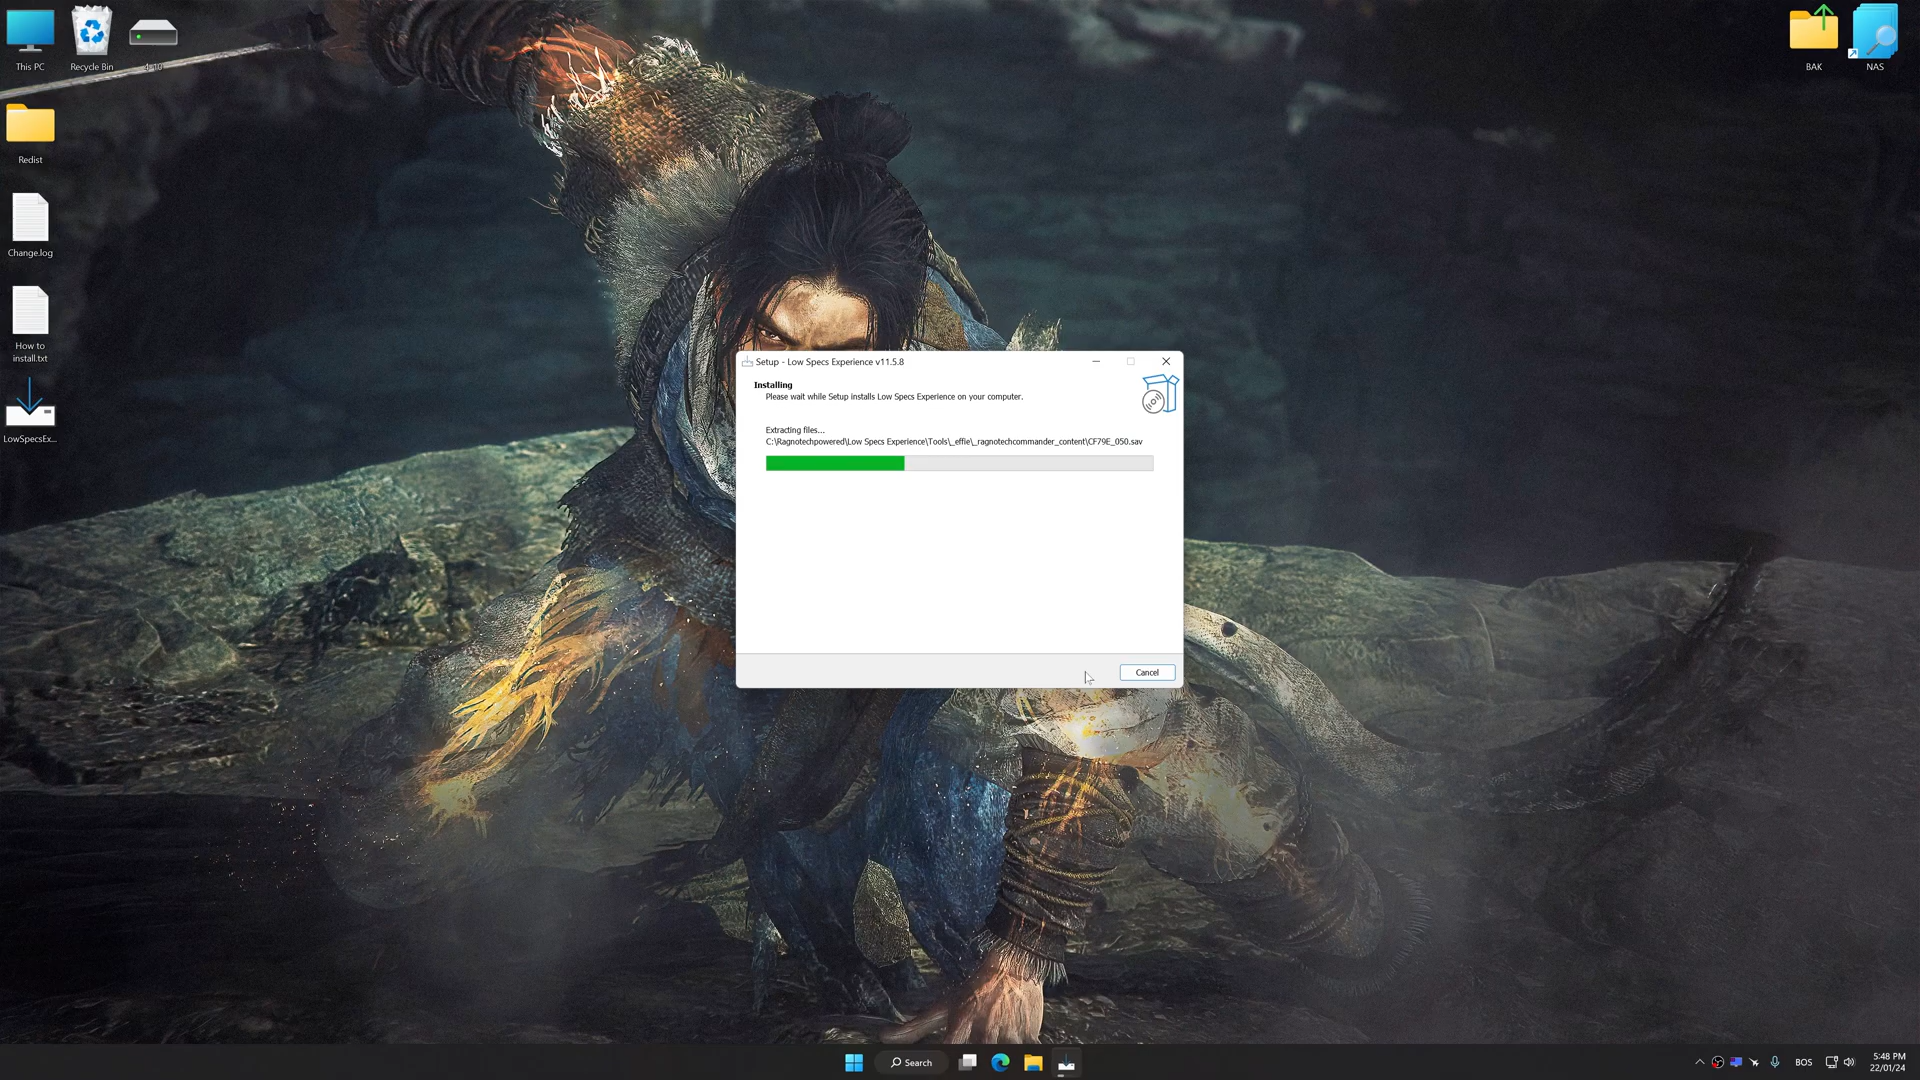 This PC
Recycle Bin
BAK
NAS
Redist
Change.log
How to
install.txt
LowSpecsEx...
Setup - Low Specs Experience v11.5.8
Installing
Please wait while Setup installs Low Specs Experience on your computer.
Extracting files...
C:\Ragnotechpowered\Low Specs Experience\Tools\_effie\_ragnotechcommander_content\CF79E_050.sav
Cancel
Search
BOS
5:48 PM
22/01/24